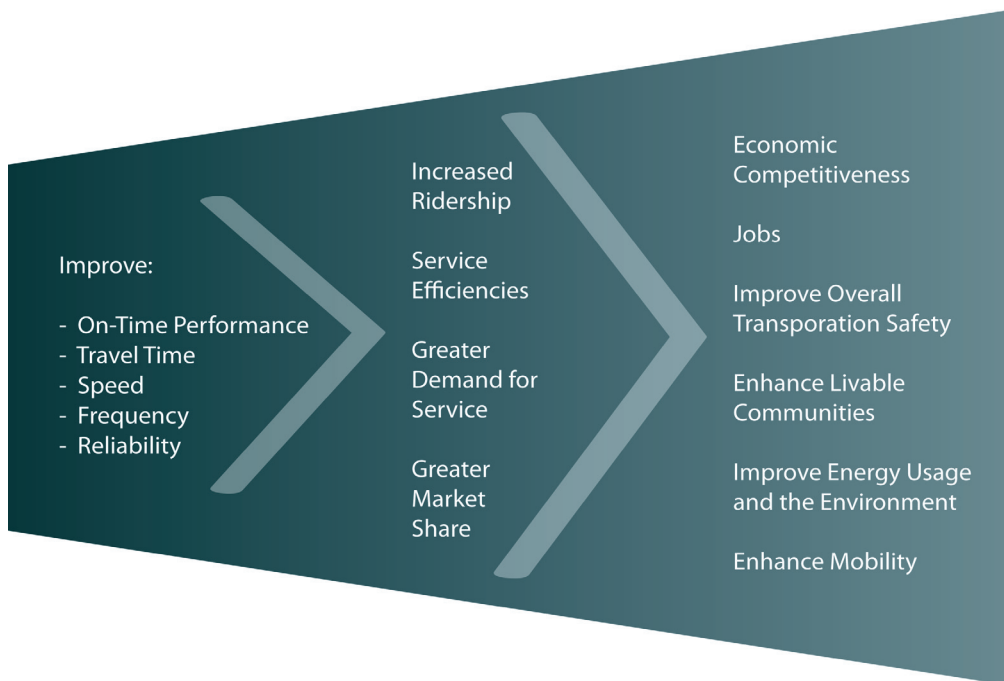 Improve:
- On-Time Performance
- Travel Time
- Speed
- Frequency
- Reliability
Increased
Ridership
Service
Efficiencies
Greater
Demand for
Service
Greater
Market
Share
Economic
Competitiveness
Jobs
Improve Overall
Transporation Safety
Enhance Livable
Communities
Improve Energy Usage
and the Environment
Enhance Mobility